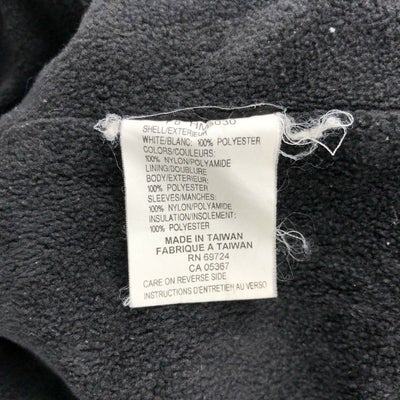 SHELL/EXTERIEUR
WHITE/BLANC: 100% POLYESTER
COLORS/COULEURS:
100% NYLON/POLYAMIDE
LINING/DOUBLURE
BODY/EXTERIEUR:
100% POLYESTER
SLEEVES/MANCHES:
100% NYLON/POLYAMIDE
INSULATION/INSOLEMENT:
100% POLYESTER
MADE IN TAIWAN
FABRIQUE A TAIWAN
RN 69724
CA 05367
CARE ON REVERSE SIDE
INSTRUCTIONS D'ENTRETIEN AU VERSO